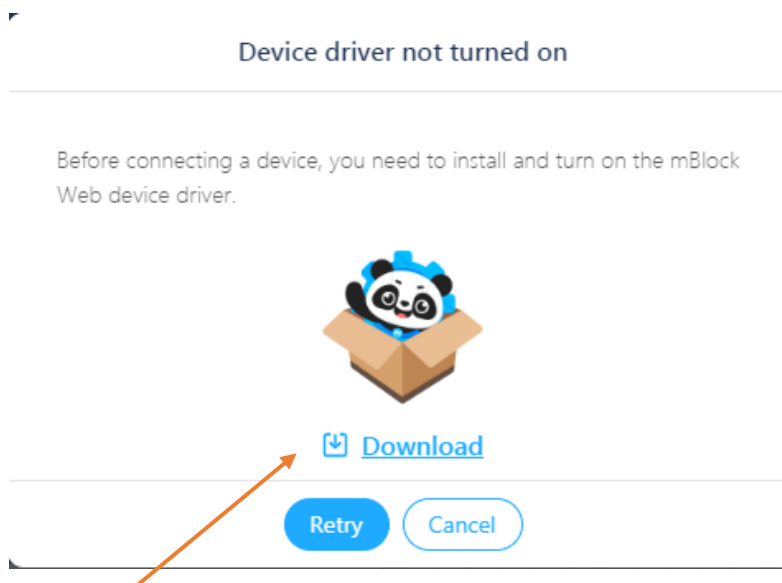 Device driver not turned on
Before connecting a device, you need to install and turn on the mBlock
Web device driver.
Download
Retry
Cancel